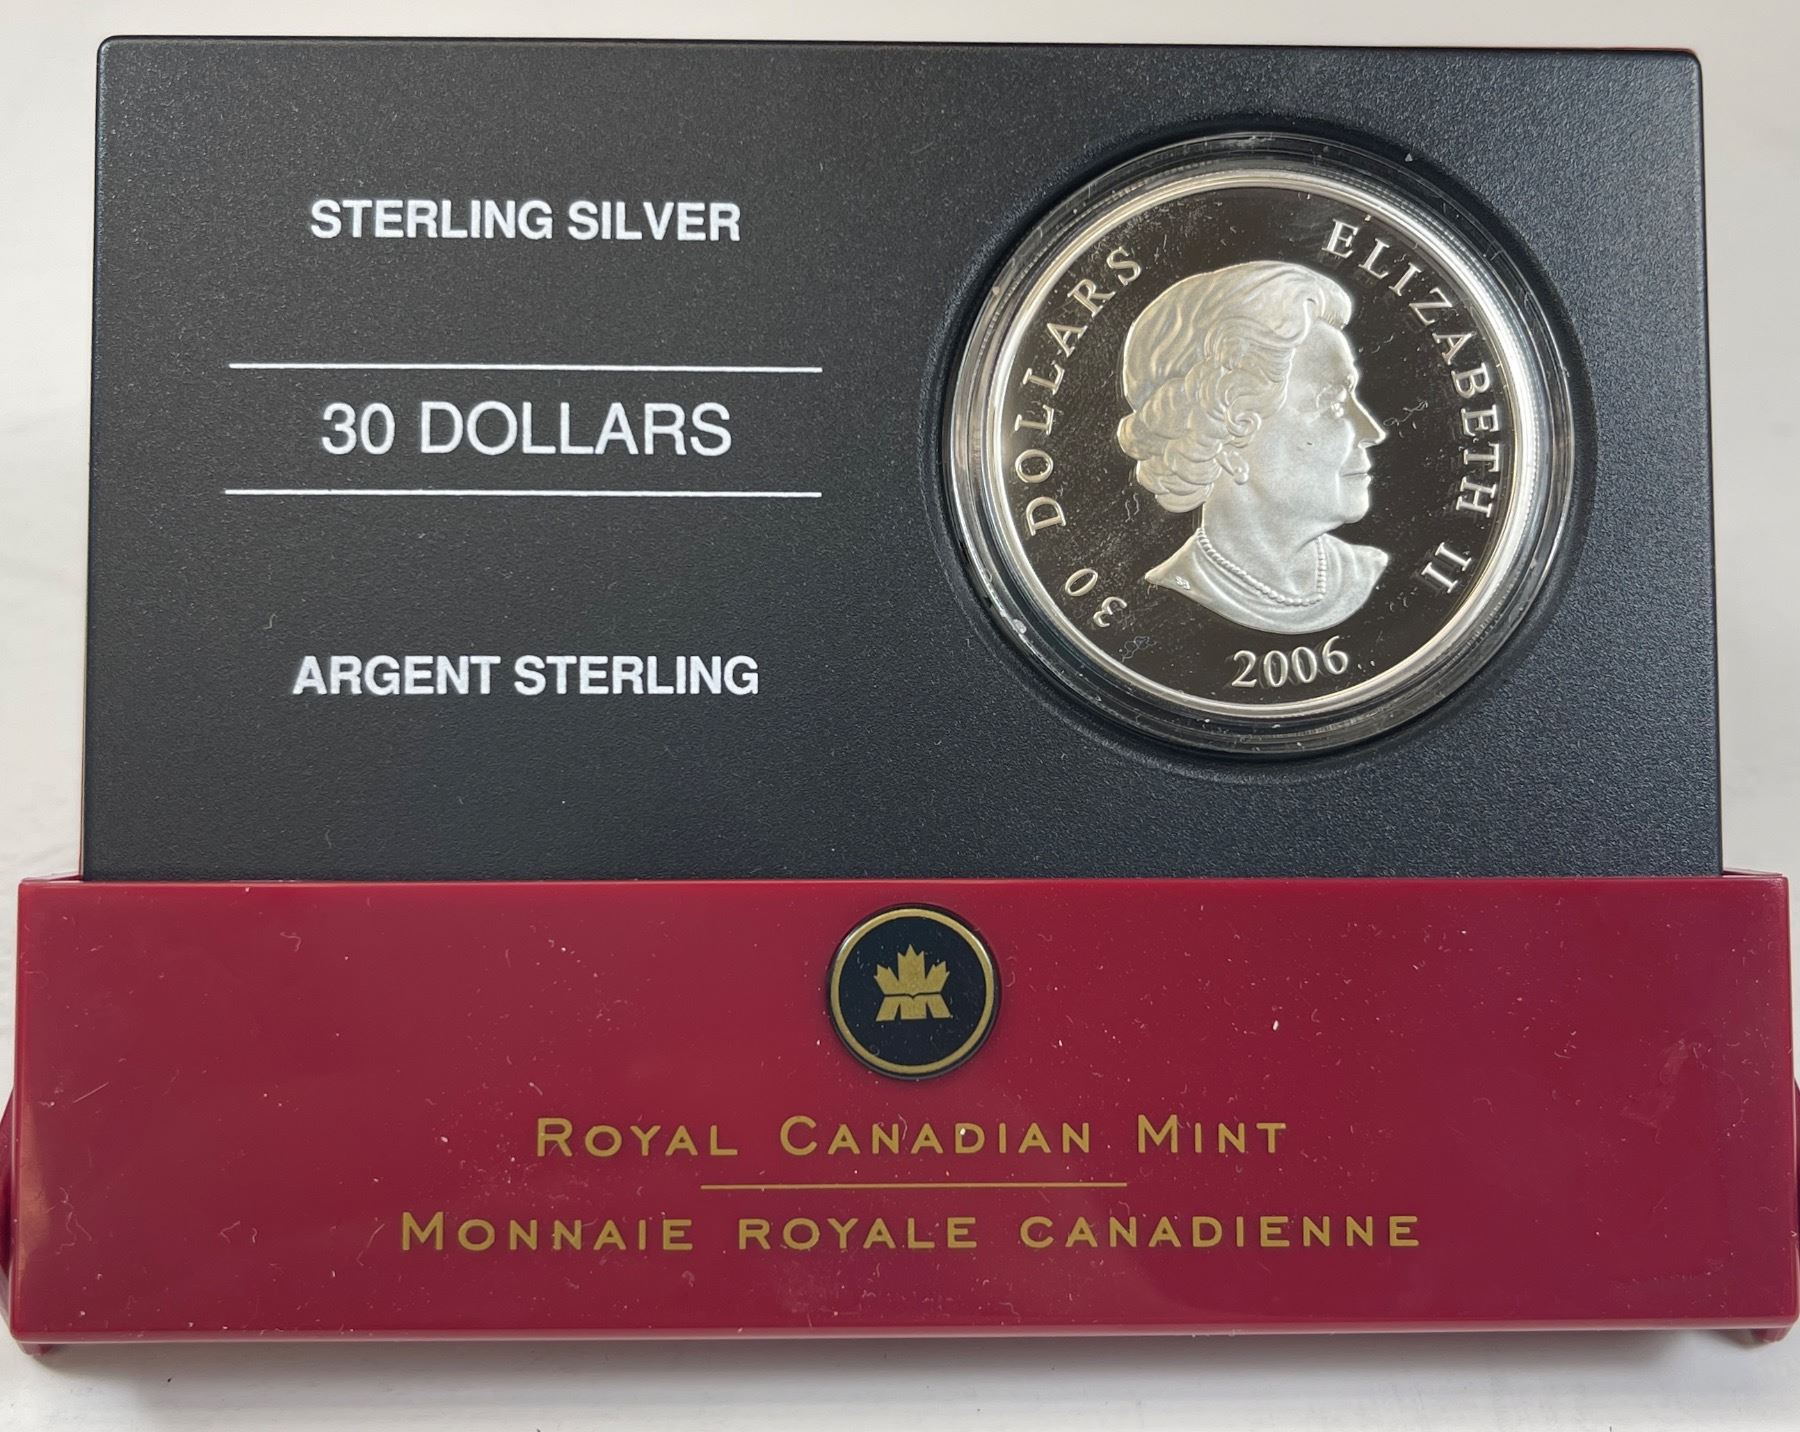 STERLING SILVER
30 DOLLARS
ARGENT STERLING
30 DOLLARS
ELIZABETH II
2006
ROYAL CANADIAN MINT
MONNAIE ROYALE CANADIENNE